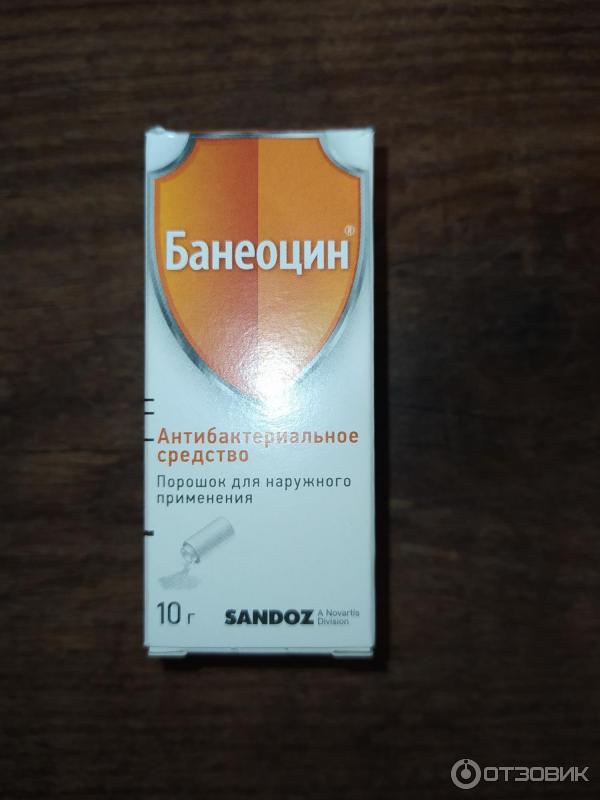 Банеоцин®
Антибактериальное
средство
Порошок для наружного
применения
10 г
SANDOZ A Novartis
Division
ОТЗОВИК